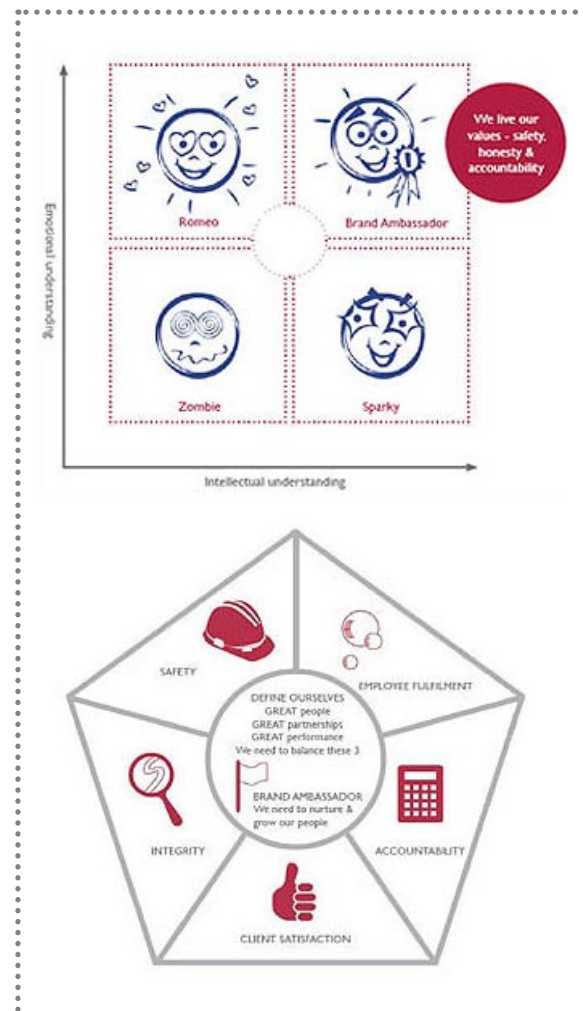 We live our
values - safety,
honesty &
accountability
Emotional understanding
Romeo
Brand Ambassador
1
Zombie
Sparky
Intellectual understanding
SAFETY
EMPLOYEE FULFILMENT
DEFINE OURSELVES
GREAT people
GREAT partnerships
GREAT performance
We need to balance these 3
BRAND AMBASSADOR
We need to nurture &
grow our people
INTEGRITY
ACCOUNTABILITY
CLIENT SATISFACTION